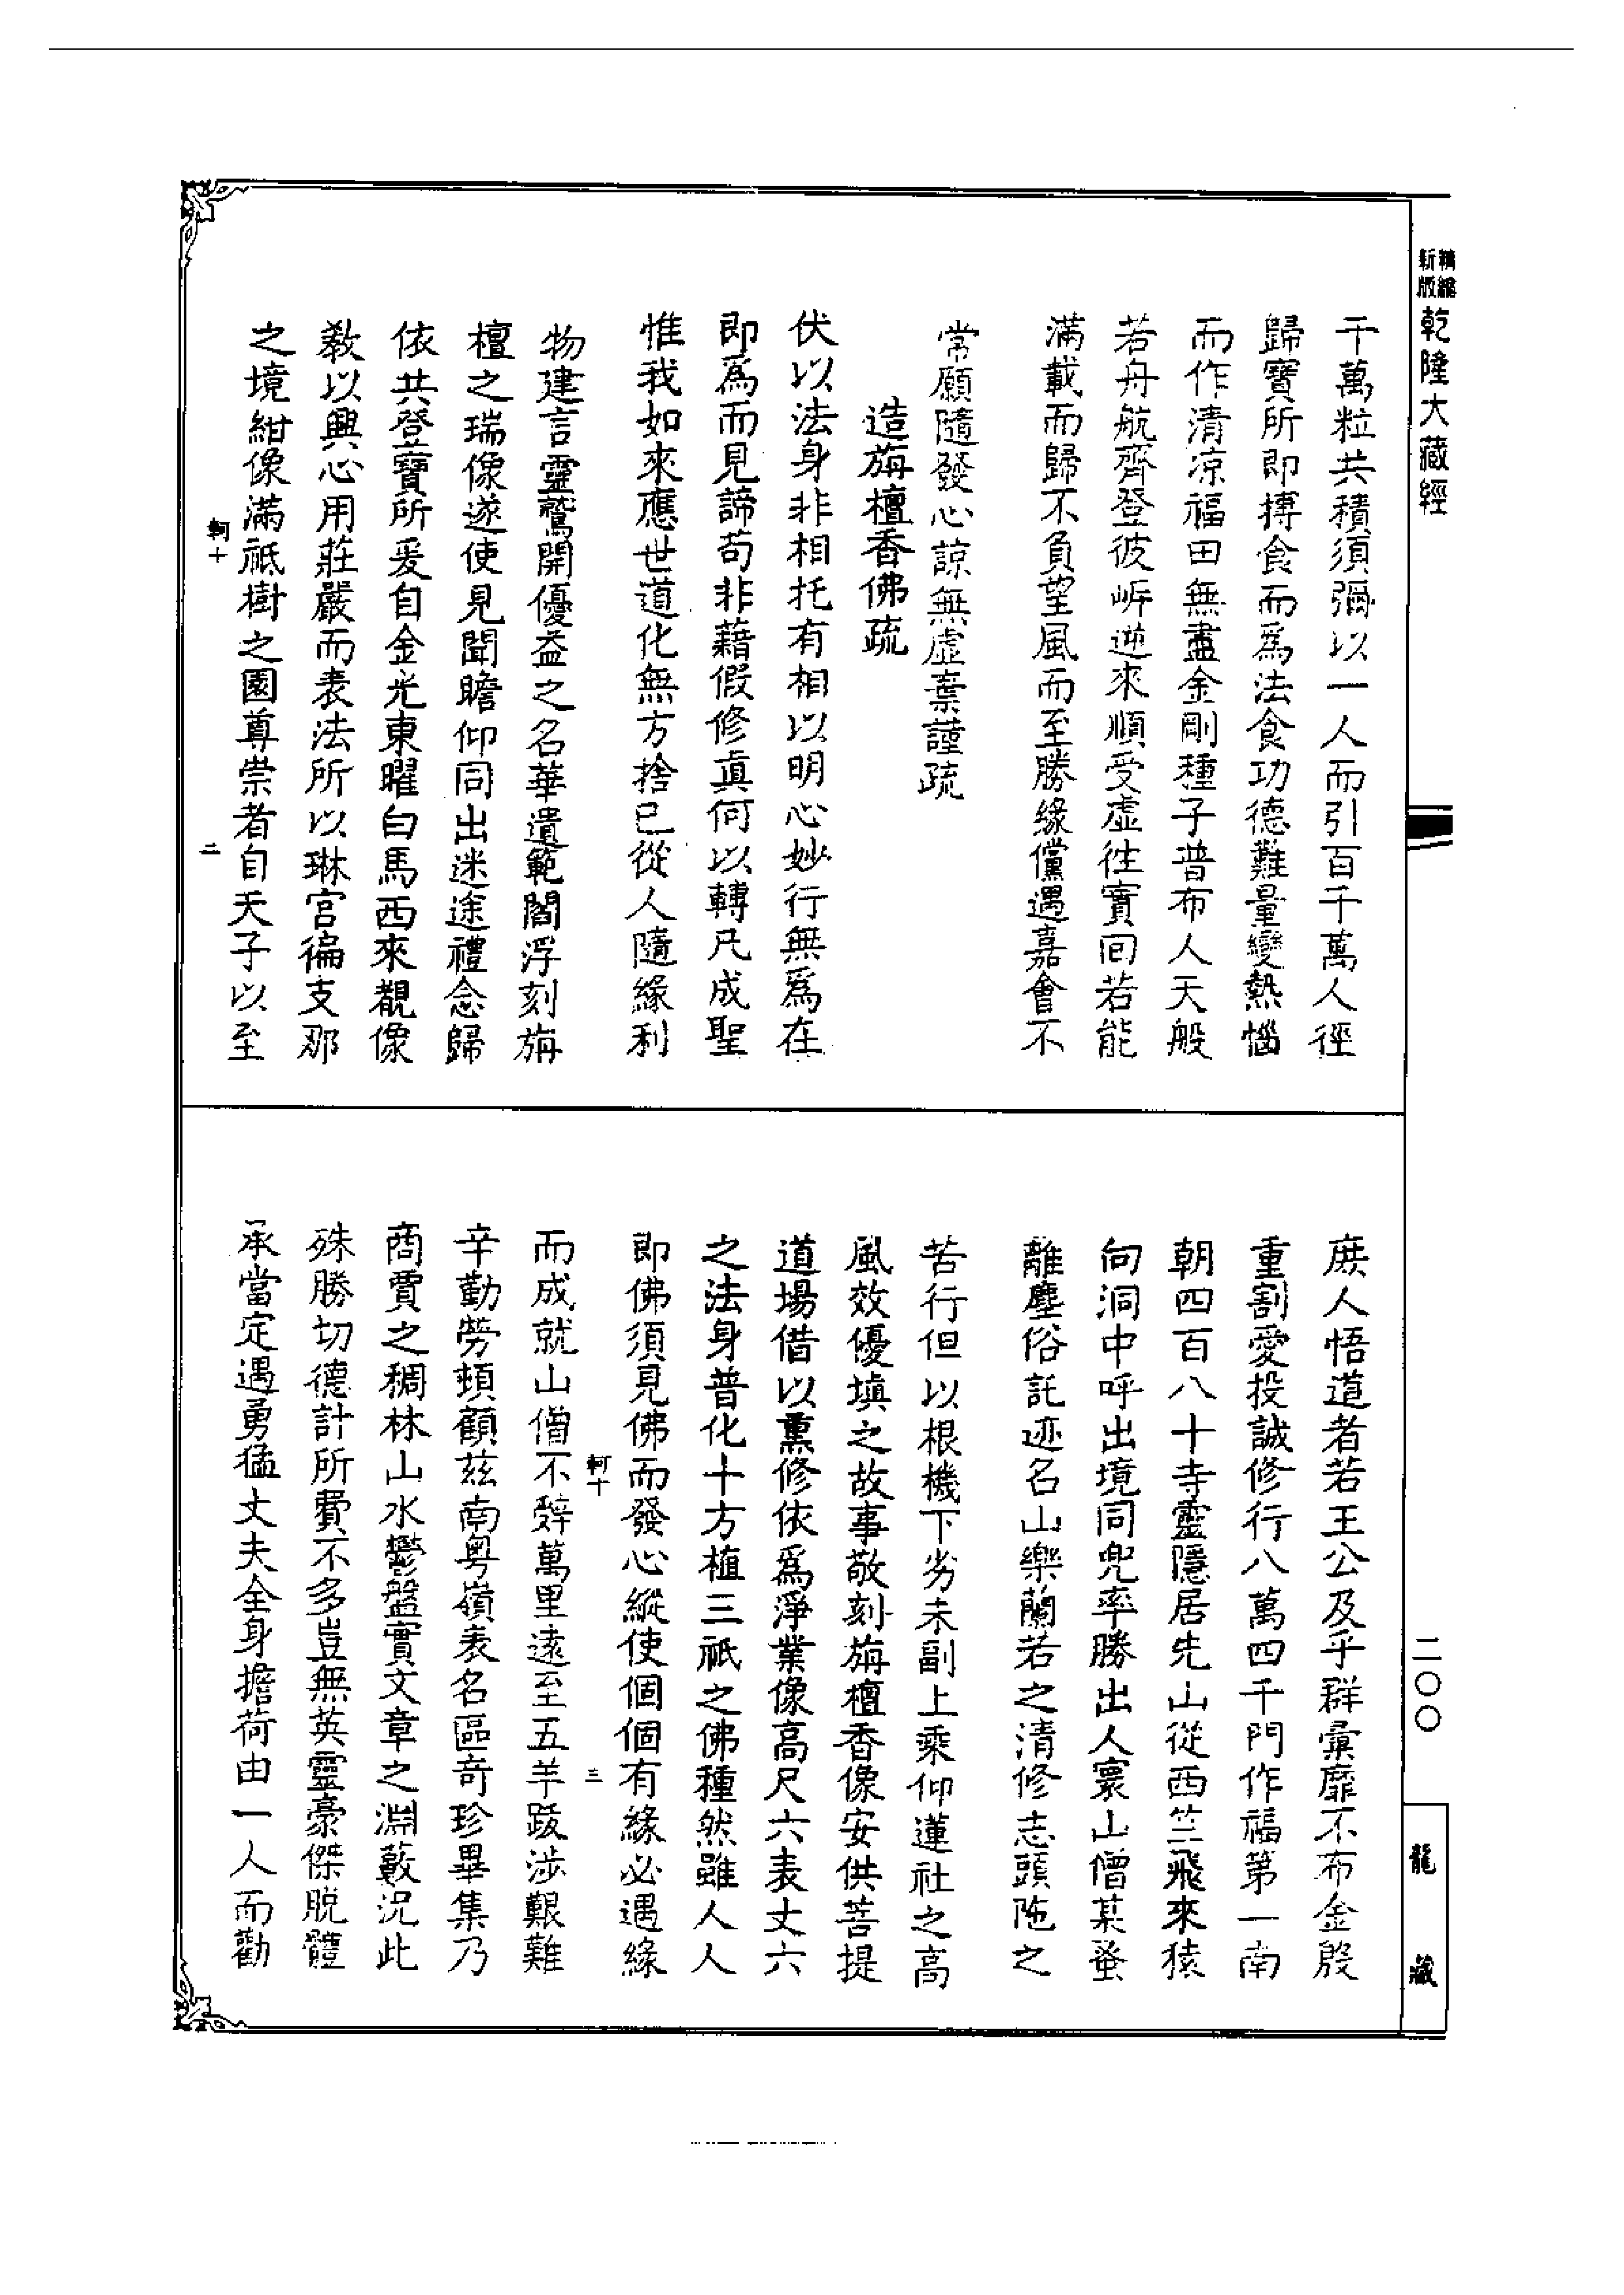 精縮
新版
乾隆大藏經
千萬粒共積須彌以一人而引百千萬人徑
歸寶所即摶食而爲法食功德難量變熱惱
而作清凉福田無盡金剛種子普布人天般
若舟航齊登彼岍逆來順受虛徃實回若能
滿載而歸不負望風而至勝緣儻遇嘉會不
常願隨發心諒無虛棄謹疏
造旃檀香佛疏
伏以法身非相托有相以明心妙行無爲在
即爲而見諦苟非藉假修眞何以轉凡成聖
惟我如來應世道化無方捨已從人隨緣利
物建言靈鷲開優益之名華遺範閻浮刻旃
檀之瑞像遂使見聞瞻仰同出迷途禮念歸
依共登寶所爰自金光東曜白馬西來覩像
教以興心用莊嚴而表法所以琳宫徧支那
之境紺像滿祇樹之園尊崇者自天子以至
軻十
二
庶人悟道者若王公及乎群彙靡不布金殷
重割愛投誠修行八萬四千門作福第一南
朝四百八十寺靈隱居先山從西竺飛來猿
向洞中呼出境同兜率勝出人寰山僧某蚤
離塵俗託迹名山樂蘭若之清修志頭陁之
苦行但以根機下劣未副上乘仰蓮社之高
風效優塡之故事敬刻旃檀香像安供菩提
道場借以熏修依爲淨業像高尺六表丈六
之法身普化十方植三祇之佛種然雖人人
即佛須見佛而發心縱使個個有緣必遇緣
軻十
三
而成就山僧不辤萬里遠至五羊跋涉艱難
辛勤勞頓顧兹南粵嶺表名區奇珍畢集乃
商賈之稠林山水鬱盤實文章之淵藪况此
殊勝切德計所費不多豈無英靈豪傑脱體
承當定遇勇猛丈夫全身擔荷由一人而勸
二〇〇
龍藏